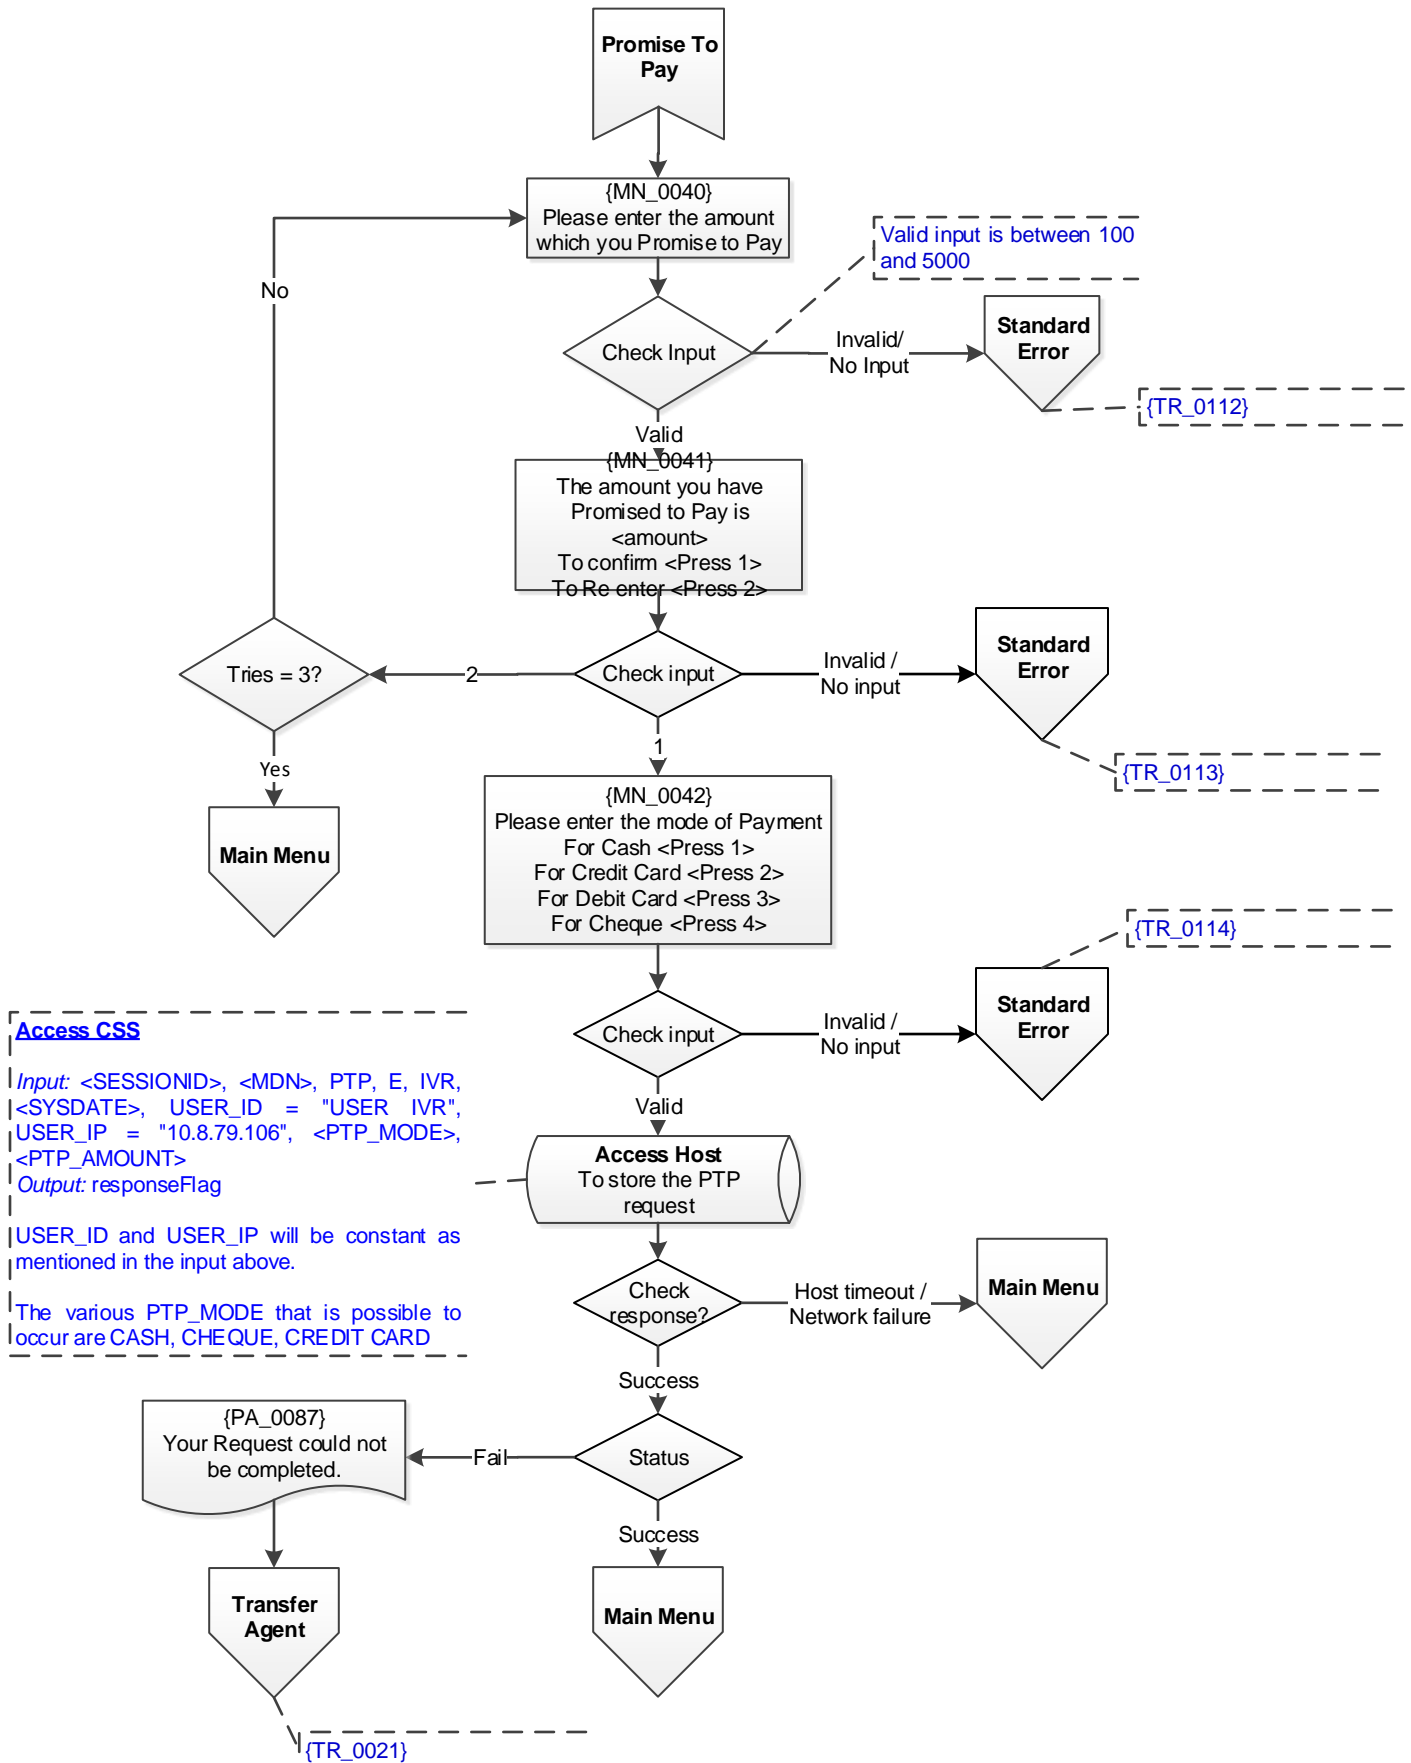 Promise To
Pay
{MN_0040}
Please enter the amount
which you Promise to Pay
Valid input is between 100
and 5000
No
Check Input
Invalid/
No Input
Standard
Error
{TR_0112}
Valid
{MN_0041}
The amount you have
Promised to Pay is
<amount>
To confirm <Press 1>
To Re enter <Press 2>
Tries = 3?
2
Check input
Invalid /
No input
Standard
Error
{TR_0113}
1
Yes
Main Menu
{MN_0042}
Please enter the mode of Payment
For Cash <Press 1>
For Credit Card <Press 2>
For Debit Card <Press 3>
For Cheque <Press 4>
{TR_0114}
Check input
Invalid /
No input
Standard
Error
Valid
Access CSS
Input: <SESSIONID>, <MDN>, PTP, E, IVR,
<SYSDATE>, USER_ID = "USER IVR",
USER_IP = "10.8.79.106", <PTP_MODE>,
<PTP_AMOUNT>
Output: responseFlag
USER_ID and USER_IP will be constant as
mentioned in the input above.
The various PTP_MODE that is possible to
occur are CASH, CHEQUE, CREDIT CARD
Access Host
To store the PTP
request
Check
response?
Host timeout /
Network failure
Main Menu
Success
{PA_0087}
Your Request could not
be completed.
Fail
Status
Success
Transfer
Agent
Main Menu
{TR_0021}